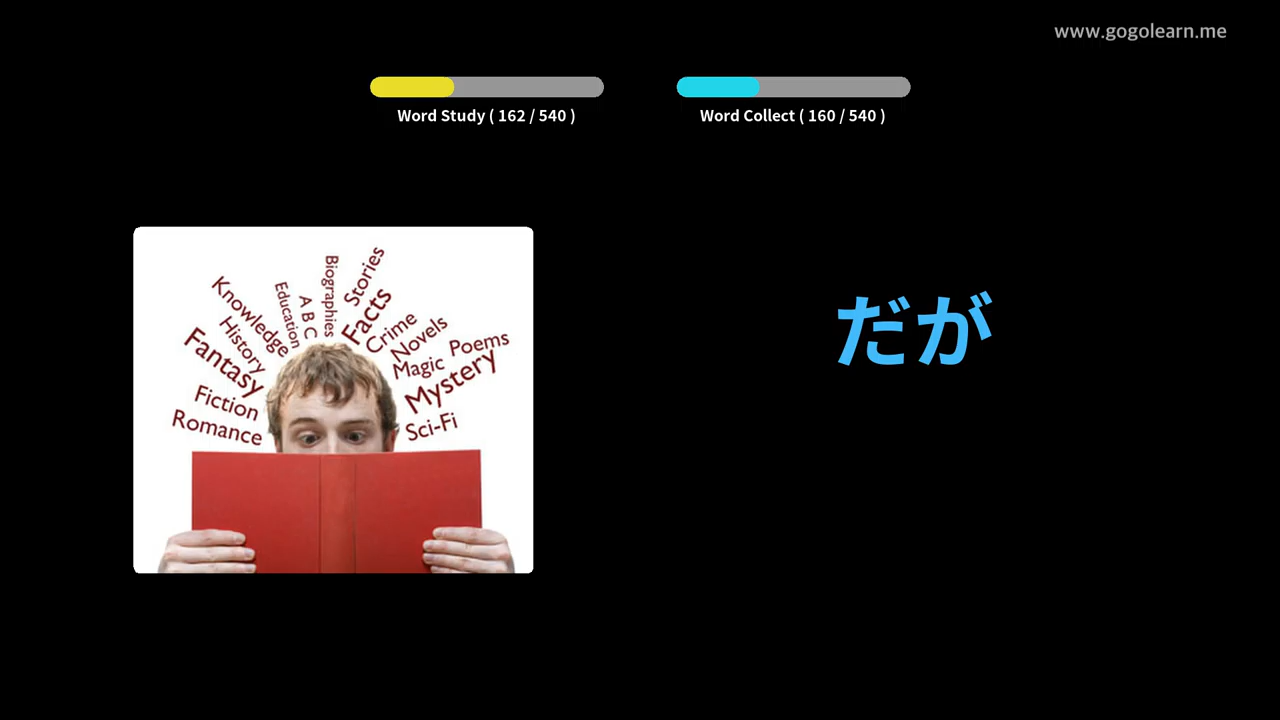 www.gogolearn.me
Word Study ( 162 / 540 )
Word Collect ( 160 / 540 )
Biographies
Stories
Education
A B C
Facts
Knowledge
Crime
History
Novels
Fantasy
Magic
Poems
Mystery
Fiction
Romance
Sci-Fi
だが